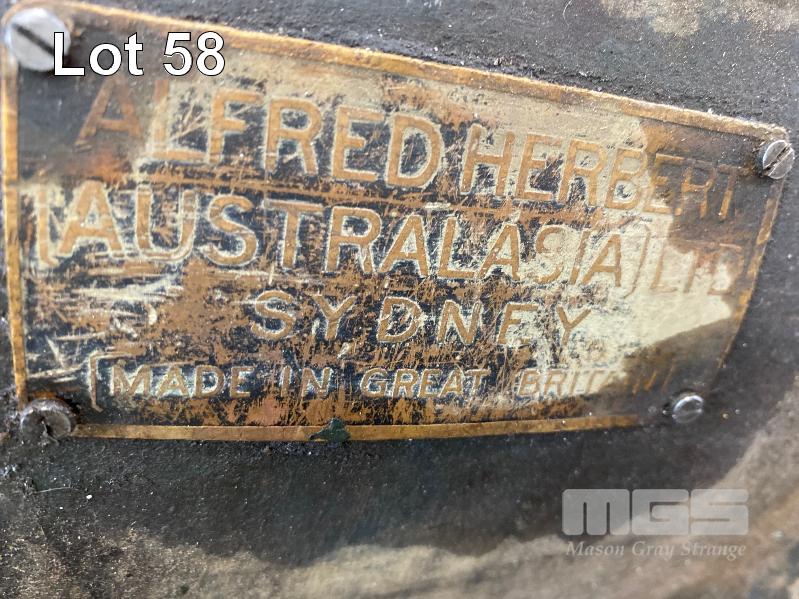 Lot 58
ALFRED HERBERT
(AUSTRALASIA) LTD
SYDNEY
(MADE IN GREAT BRITAIN)
MGS
Mason Gray Strange